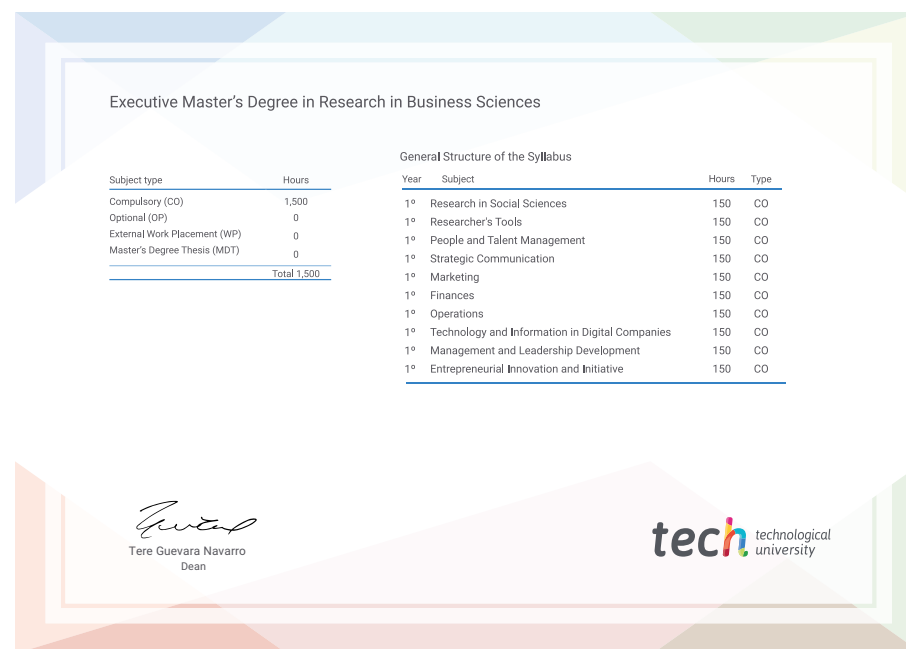 Executive Master's Degree in Research in Business Sciences
Subject type Hours
Compulsory (CO) 1,500
Optional (OP) 0
External Work Placement (WP) 0
Master's Degree Thesis (MDT) 0
Total 1,500
General Structure of the Syllabus
Year Subject Hours Type
1º Research in Social Sciences 150 CO
1º Researcher's Tools 150 CO
1º People and Talent Management 150 CO
1º Strategic Communication 150 CO
1º Marketing 150 CO
1º Finances 150 CO
1º Operations 150 CO
1º Technology and Information in Digital Companies 150 CO
1º Management and Leadership Development 150 CO
1º Entrepreneurial Innovation and Initiative 150 CO
Tere Guevara Navarro
Dean
tech technological
university